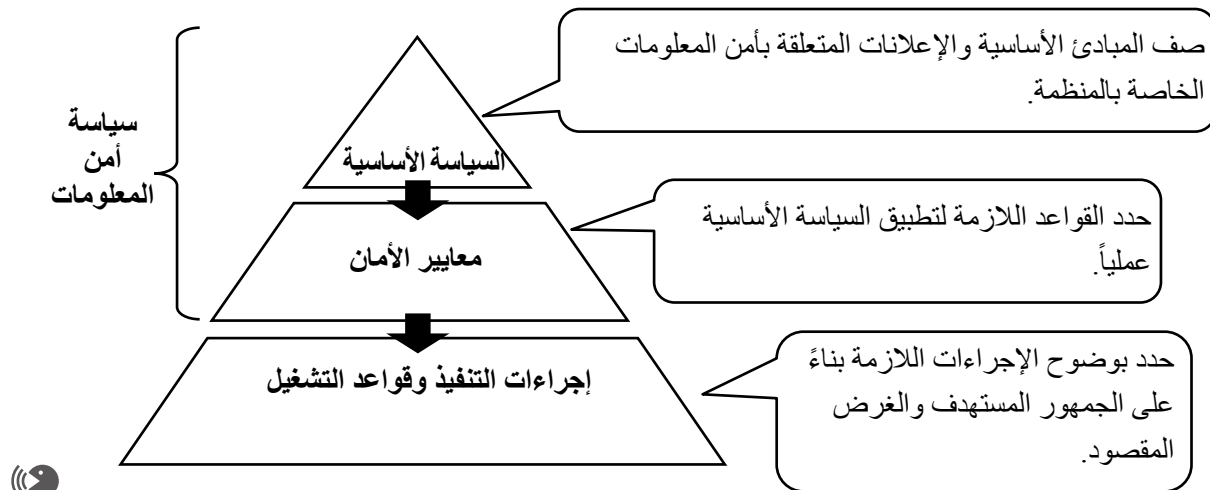 صف المبادئ الأساسية والإعلانات المتعلقة بأمن المعلومات
الخاصة بالمنظمة.
سياسة
أمن
المعلومات
السياسة الأساسية
حدد القواعد اللازمة لتطبيق السياسة الأساسية
عملياً.
معايير الأمان
حدد بوضوح الإجراءات اللازمة بناءً
على الجمهور المستهدف والغرض
المقصود.
إجراءات التنفيذ وقواعد التشغيل